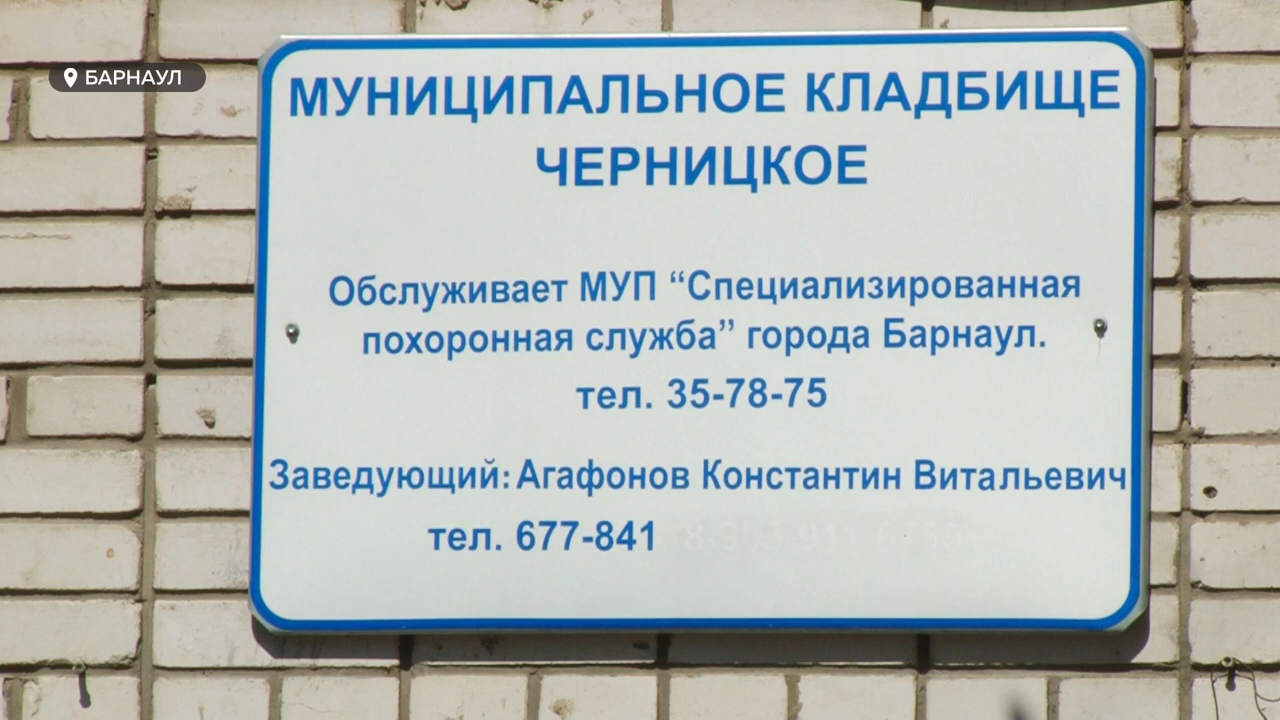 БАРНАУЛ
МУНИЦИПАЛЬНОЕ КЛАДБИЩЕ
ЧЕРНИЦКОЕ
Обслуживает МУП “Специализированная
похоронная служба” города Барнаул.
тел. 35-78-75
Заведующий: Агафонов Константин Витальевич
тел. 677-841